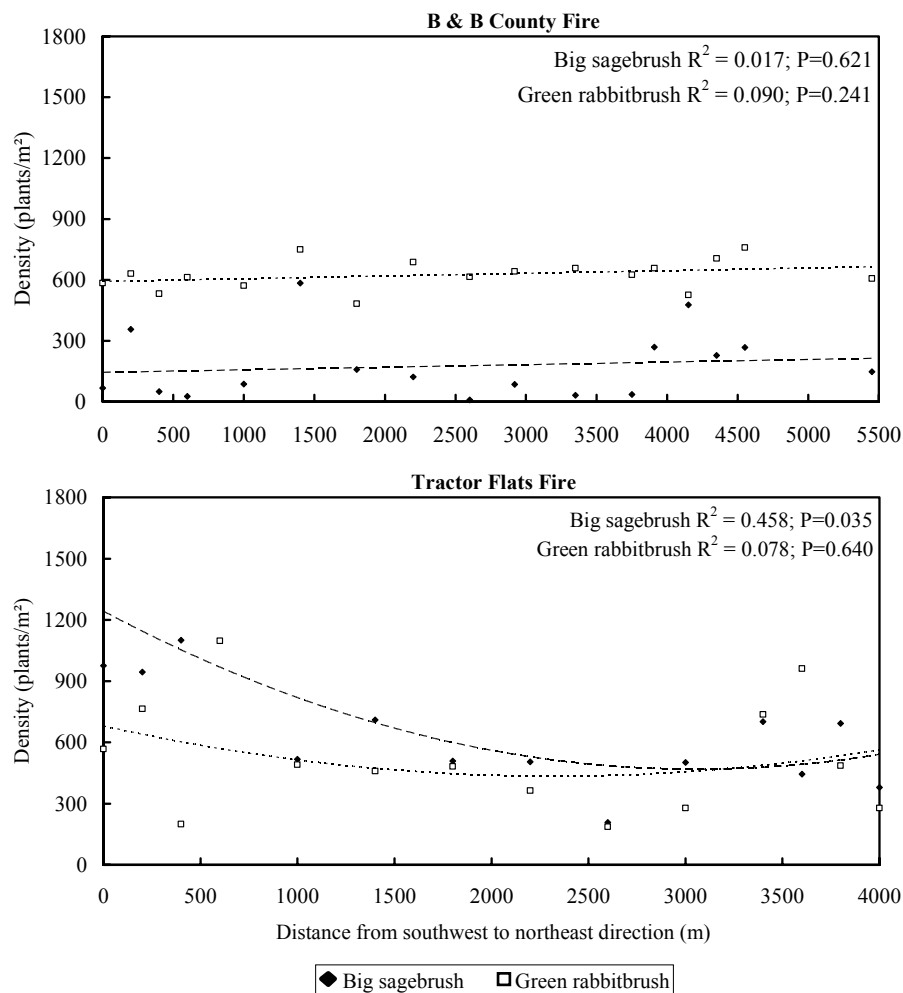 B & B County Fire
1800
1500
1200
900
600
300
0
Density (plants/m²)
Big sagebrush R² = 0.017; P=0.621
Green rabbitbrush R² = 0.090; P=0.241
0 500 1000 1500 2000 2500 3000 3500 4000 4500 5000 5500
Tractor Flats Fire
1800
1500
1200
900
600
300
0
Density (plants/m²)
Big sagebrush R² = 0.458; P=0.035
Green rabbitbrush R² = 0.078; P=0.640
0 500 1000 1500 2000 2500 3000 3500 4000
Distance from southwest to northeast direction (m)
Big sagebrush Green rabbitbrush